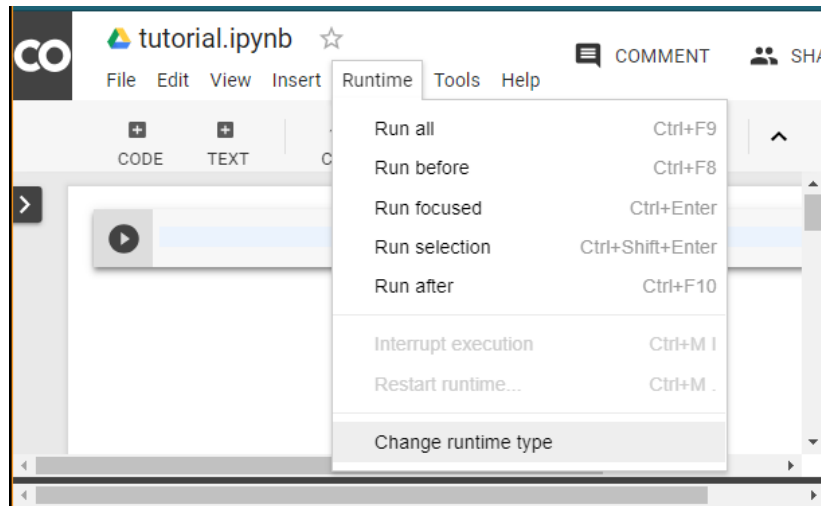 CO
tutorial.ipynb
COMMENT SHA
File Edit View Insert Runtime Tools Help
CODE TEXT C
Run all Ctrl+F9
Run before Ctrl+F8
Run focused Ctrl+Enter
Run selection Ctrl+Shift+Enter
Run after Ctrl+F10
Interrupt execution Ctrl+M I
Restart runtime... Ctrl+M .
Change runtime type